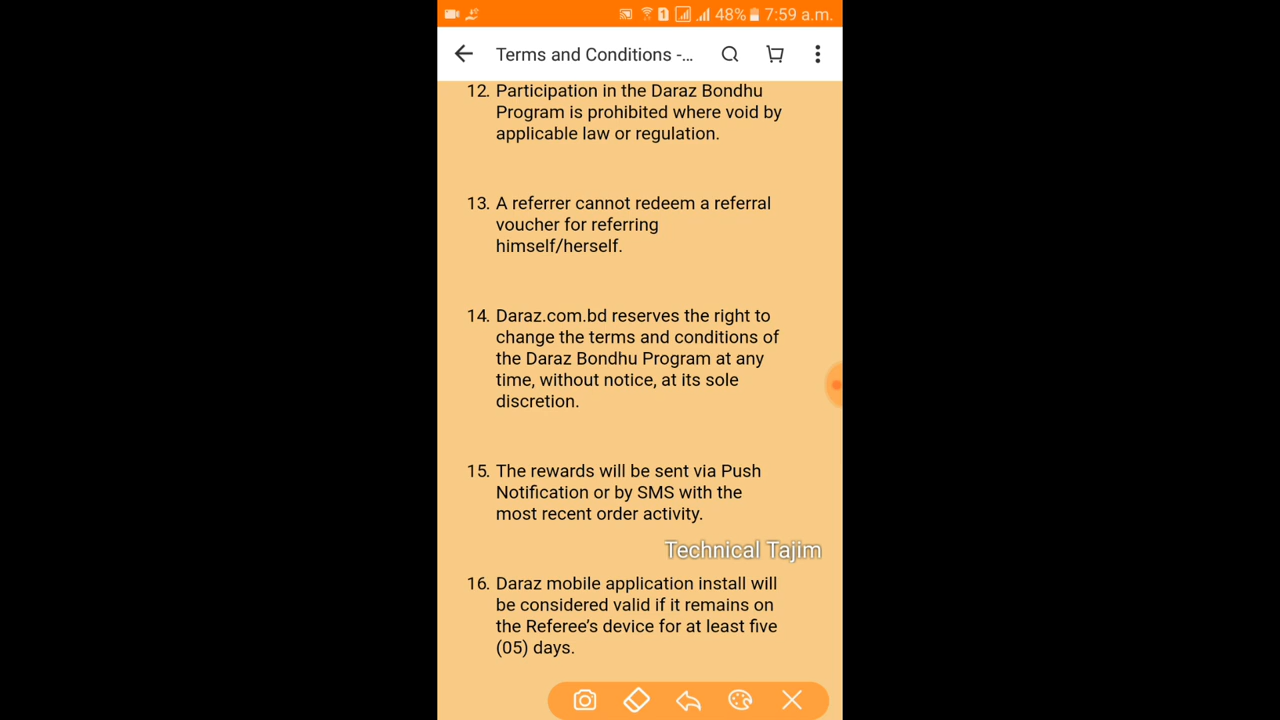 48% 7:59 a.m.
Terms and Conditions -...
12. Participation in the Daraz Bondhu
Program is prohibited where void by
applicable law or regulation.
13. A referrer cannot redeem a referral
voucher for referring
himself/herself.
14. Daraz.com.bd reserves the right to
change the terms and conditions of
the Daraz Bondhu Program at any
time, without notice, at its sole
discretion.
15. The rewards will be sent via Push
Notification or by SMS with the
most recent order activity.
Technical Tajim
16. Daraz mobile application install will
be considered valid if it remains on
the Referee’s device for at least five
(05) days.